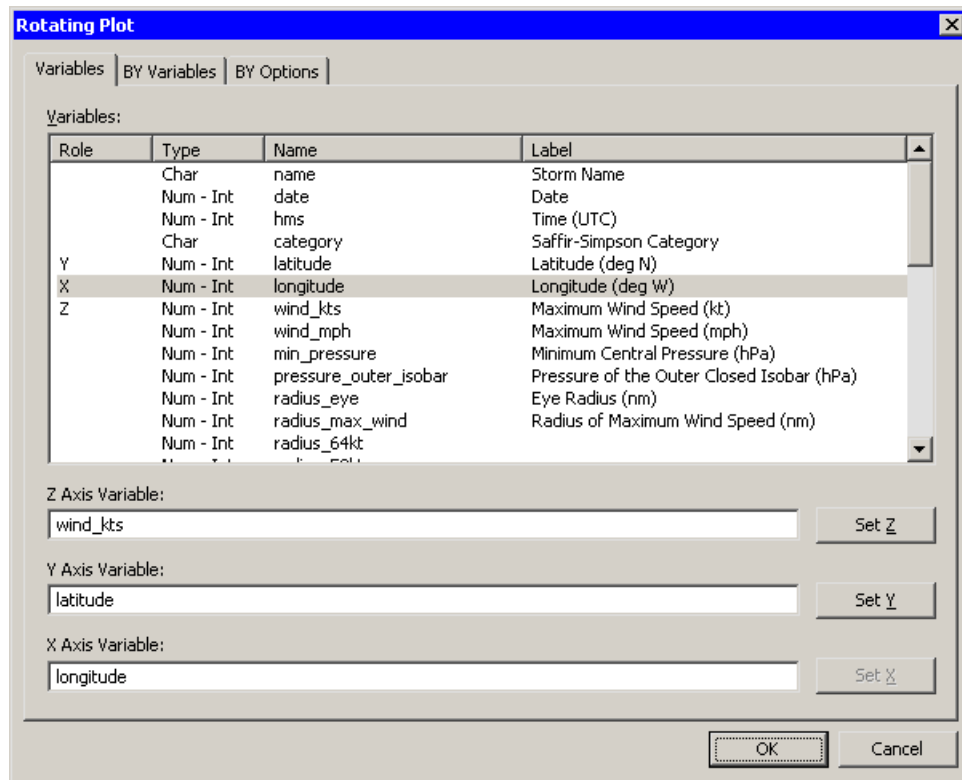 Rotating Plot
Variables BY Variables BY Options
Variables:
Role Type Name Label
Char name Storm Name
Num - Int date Date
Num - Int hms Time (UTC)
Char category Saffir-Simpson Category
Y Num - Int latitude Latitude (deg N)
X Num - Int longitude Longitude (deg W)
Z Num - Int wind_kts Maximum Wind Speed (kt)
Num - Int wind_mph Maximum Wind Speed (mph)
Num - Int min_pressure Minimum Central Pressure (hPa)
Num - Int pressure_outer_isobar Pressure of the Outer Closed Isobar (hPa)
Num - Int radius_eye Eye Radius (nm)
Num - Int radius_max_wind Radius of Maximum Wind Speed (nm)
Num - Int radius_64kt
Z Axis Variable:
wind_kts Set Z
Y Axis Variable:
latitude Set Y
X Axis Variable:
longitude Set X
OK Cancel